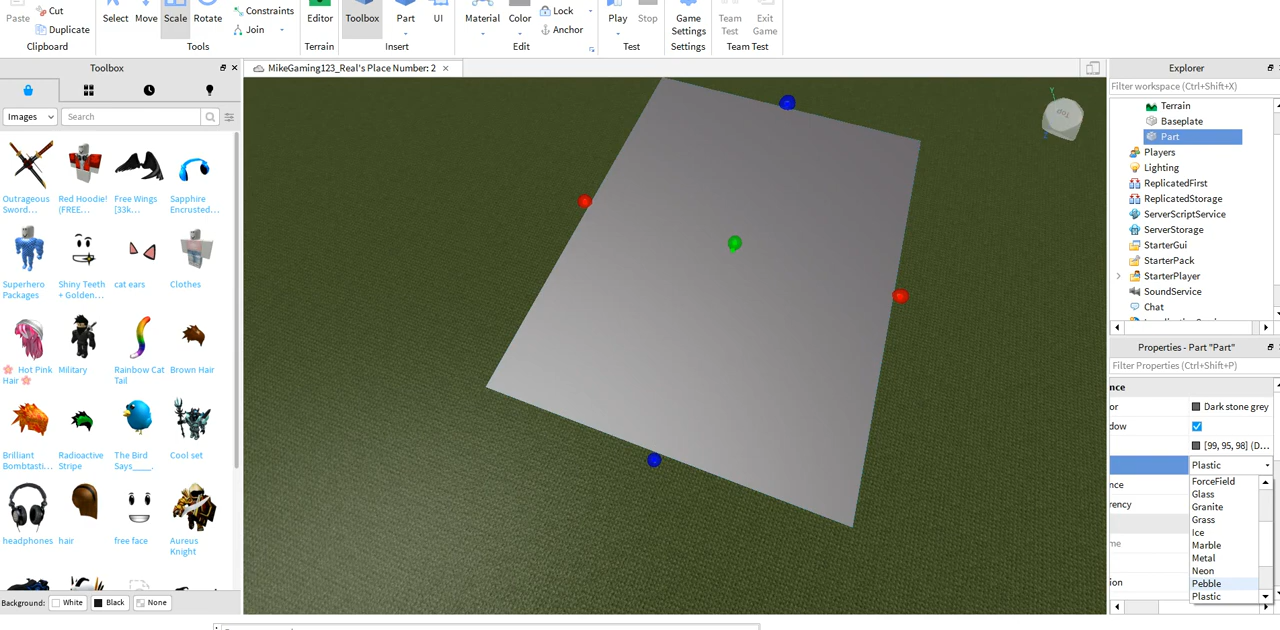 Paste
Cut
Duplicate
Clipboard
Select
Move
Scale
Rotate
Constraints
Join
Tools
Editor
Terrain
Toolbox
Part
UI
Insert
Material
Color
Lock
Anchor
Edit
Play
Stop
Test
Game
Settings
Settings
Team
Test
Exit
Game
Team Test
Toolbox
MikeGaming123_Real's Place Number: 2
Images
Search
Outrageous
Sword...
Red Hoodie!
(FREE...
Free Wings
[33k...
Sapphire
Encrusted...
Superhero
Packages
Shiny Teeth
+ Golden...
cat ears
Clothes
Hot Pink
Hair
Military
Rainbow Cat
Tail
Brown Hair
Brilliant
Bombtasti...
Radioactive
Stripe
The Bird
Says____.
Cool set
headphones
hair
free face
Aureus
Knight
Background:
White
Black
None
Top
Y
Explorer
Filter workspace (Ctrl+Shift+X)
Terrain
Baseplate
Part
Players
Lighting
ReplicatedFirst
ReplicatedStorage
ServerScriptService
ServerStorage
StarterGui
StarterPack
StarterPlayer
SoundService
Chat
Properties - Part "Part"
Filter Properties (Ctrl+Shift+P)
nce
or
Dark stone grey
dow
[99, 95, 98] (D...
Plastic
nce
rency
me
ion
ForceField
Glass
Granite
Grass
Ice
Marble
Metal
Neon
Pebble
Plastic